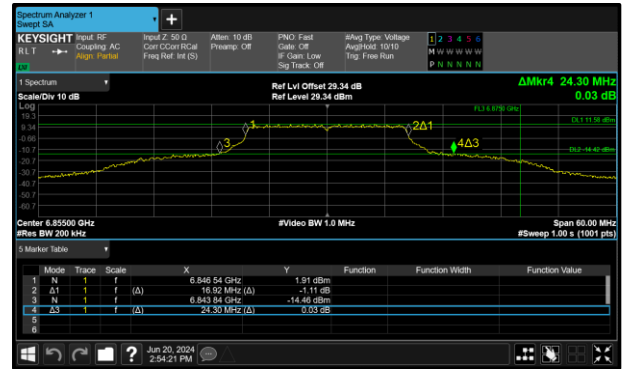 Spectrum Analyzer 1
Swept SA
+
KEYSIGHT Input: RF Input Z: 50 Ω Atten: 10 dB PNO: Fast #Avg Type: Voltage 1 2 3 4 5 6
R L T Coupling: AC Corr CCorr RCal Preamp: Off Gate: Off Avg|Hold: 10/10 M W W W W W
Align: Partial Freq Ref: Int (S) IF Gain: Low Trig: Free Run
Sig Track: Off P N N N N N
1 Spectrum Ref Lvl Offset 29.34 dB ΔMkr4 24.30 MHz
Scale/Div 10 dB Ref Level 29.34 dBm 0.03 dB
Log
FL3 6.8750 GHz
19.3
DL1 11.58 dBm
9.34
1
2Δ1
-0.66
3
4Δ3
-10.7
DL2 -14.42 dBm
-20.7
-30.7
-40.7
-50.7
-60.7
Center 6.85500 GHz #Video BW 1.0 MHz Span 60.00 MHz
#Res BW 200 kHz #Sweep 1.00 s (1001 pts)
5 Marker Table
Mode Trace Scale X Y Function Function Width Function Value
1 N 1 f 6.846 54 GHz 1.91 dBm
2 Δ1 1 f (Δ) 16.92 MHz (Δ) -1.11 dB
3 N 1 f 6.843 84 GHz -14.46 dBm
4 Δ3 1 f (Δ) 24.30 MHz (Δ) 0.03 dB
5
6
? Jun 20, 2024
2:54:21 PM